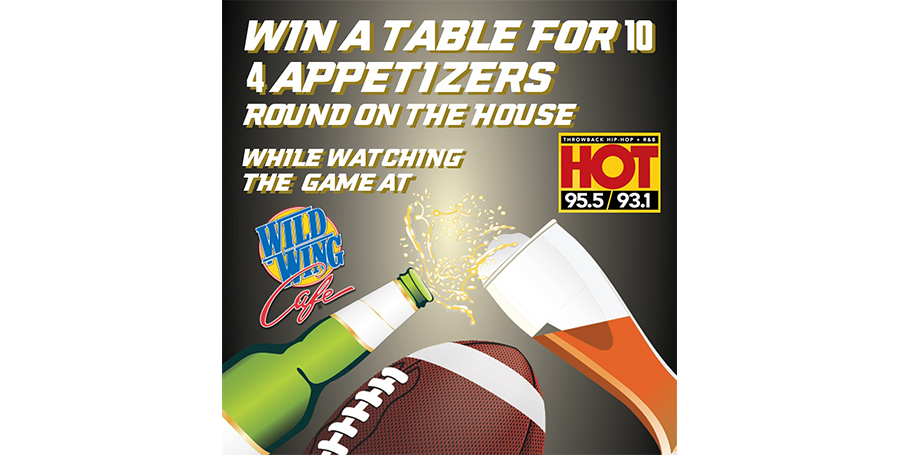 WIN A TABLE FOR 10
4 APPETIZERS
ROUND ON THE HOUSE
WHILE WATCHING
THE GAME AT
THROWBACK HIP-HOP + R&B
HOT
95.5/93.1
WILD
WING
Cafe